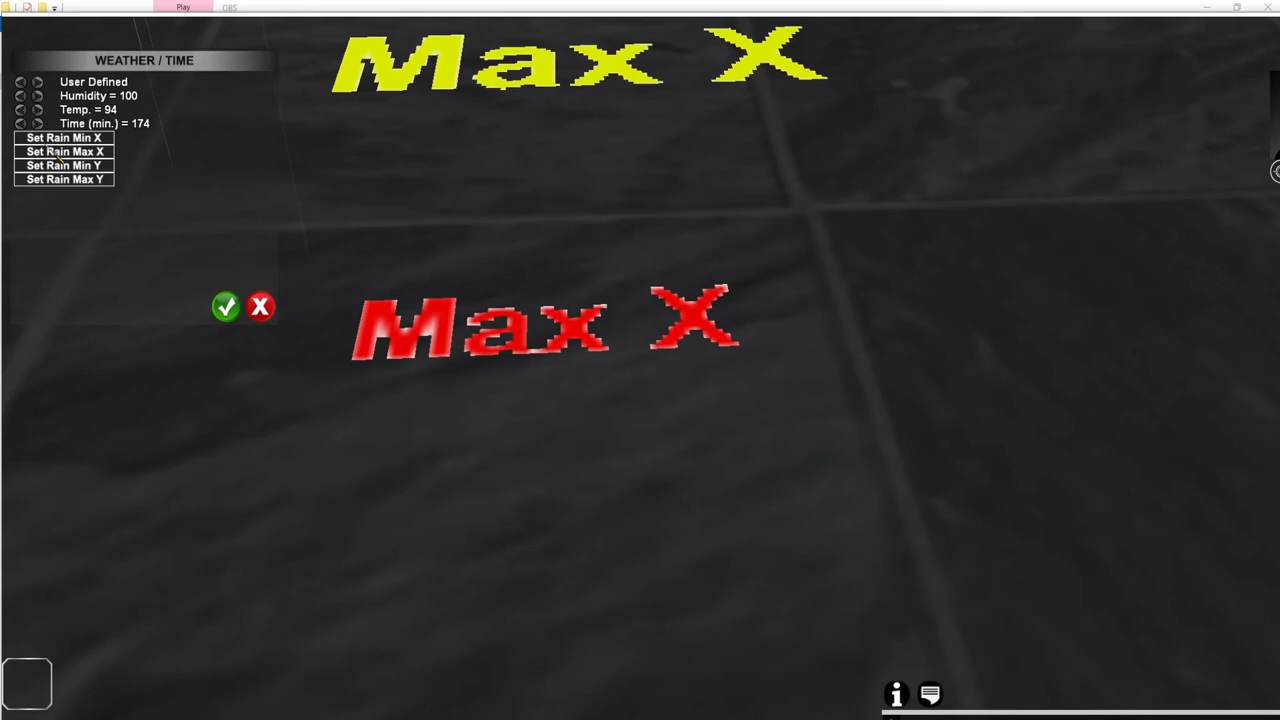 Play
OBS
Max X
WEATHER / TIME
User Defined
Humidity = 100
Temp. = 94
Time (min.) = 174
Set Rain Min X
Set Rain Max X
Set Rain Min Y
Set Rain Max Y
Max X